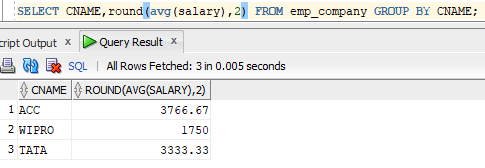 SELECT CNAME,round(avg(salary),2) FROM emp_company GROUP BY CNAME;
cript Output × Query Result ×
SQL | All Rows Fetched: 3 in 0.005 seconds
CNAME ROUND(AVG(SALARY),2)
1 ACC 3766.67
2 WIPRO 1750
3 TATA 3333.33